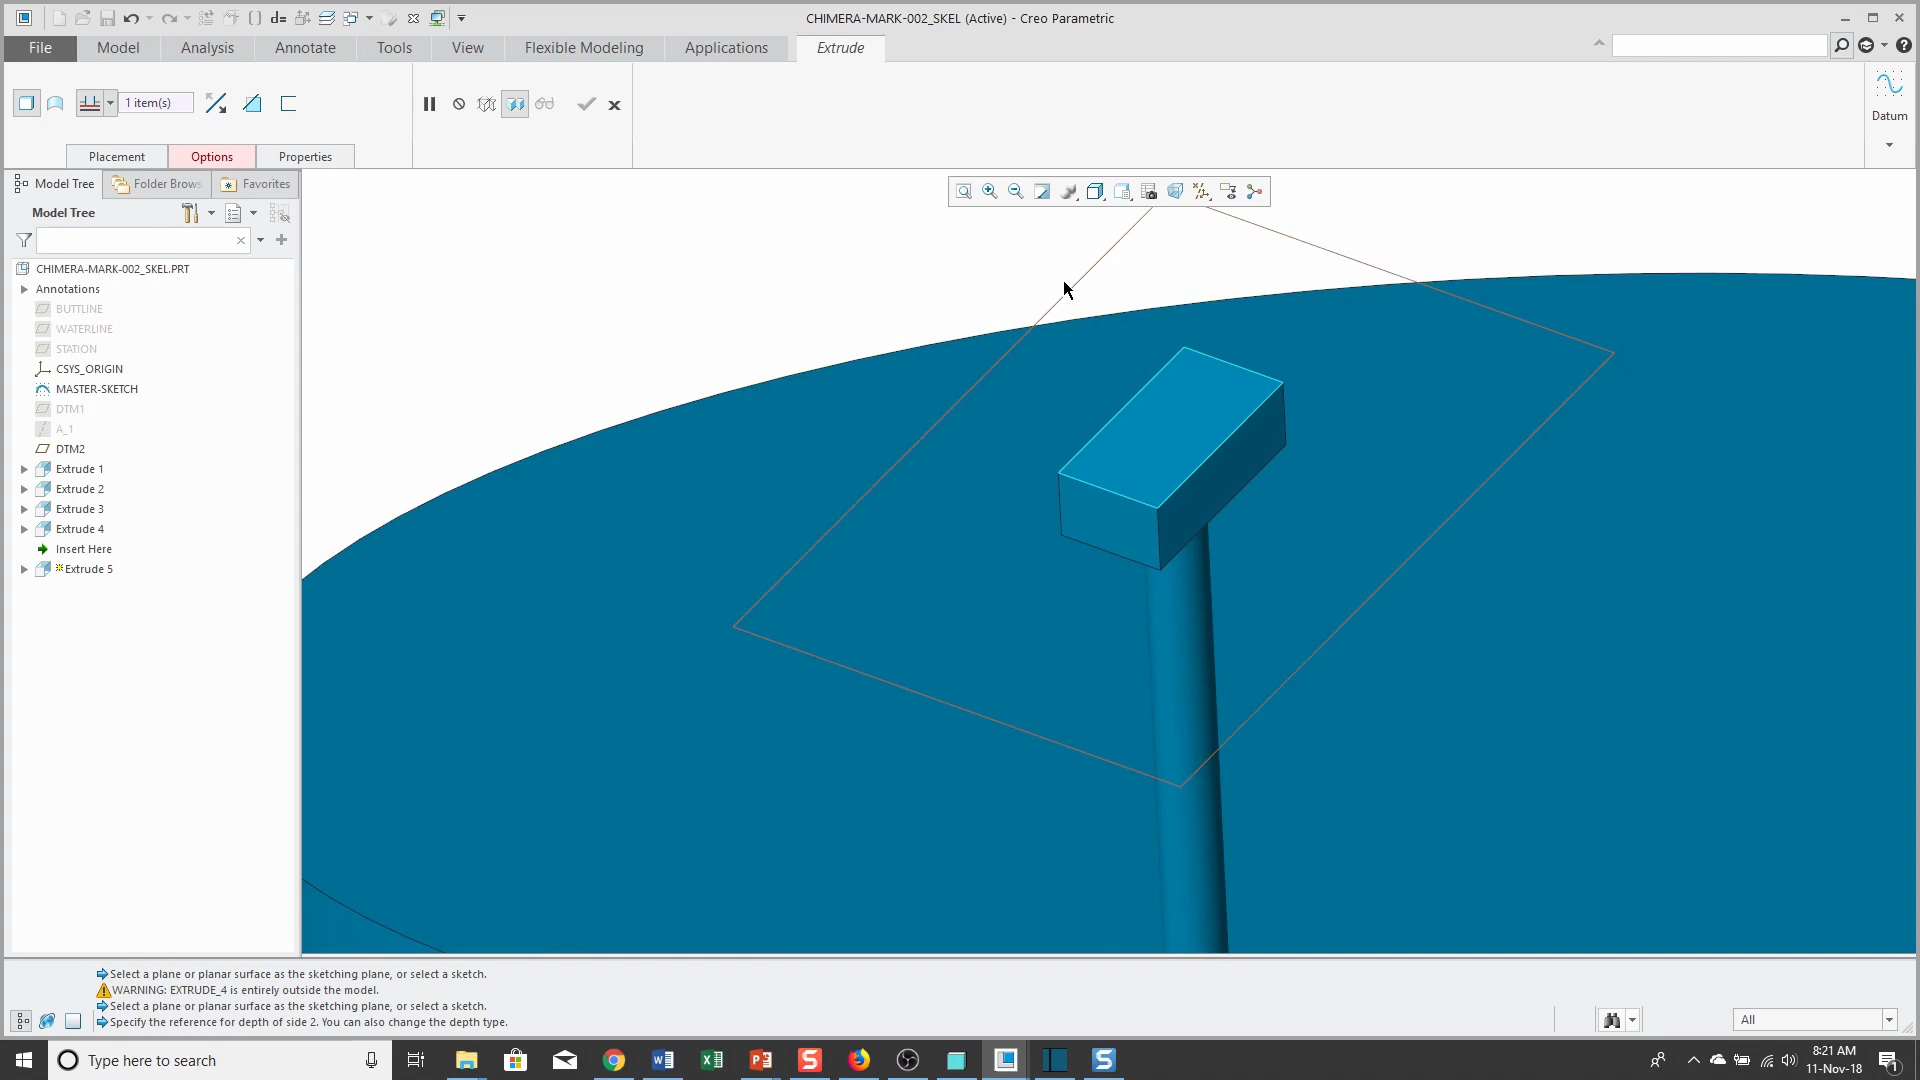 CHIMERA-MARK-002_SKEL (Active) - Creo Parametric
File Model Analysis Annotate Tools View Flexible Modeling Applications Extrude
1 item(s)
Datum
Placement Options Properties
Model Tree Folder Brows Favorites
Model Tree
CHIMERA-MARK-002_SKEL.PRT
Annotations
BUTTLINE
WATERLINE
STATION
CSYS_ORIGIN
MASTER-SKETCH
DTM1
A_1
DTM2
Extrude 1
Extrude 2
Extrude 3
Extrude 4
Insert Here
Extrude 5
Select a plane or planar surface as the sketching plane, or select a sketch.
WARNING: EXTRUDE_4 is entirely outside the model.
Select a plane or planar surface as the sketching plane, or select a sketch.
Specify the reference for depth of side 2. You can also change the depth type.
All
Type here to search
8:21 AM
11-Nov-18